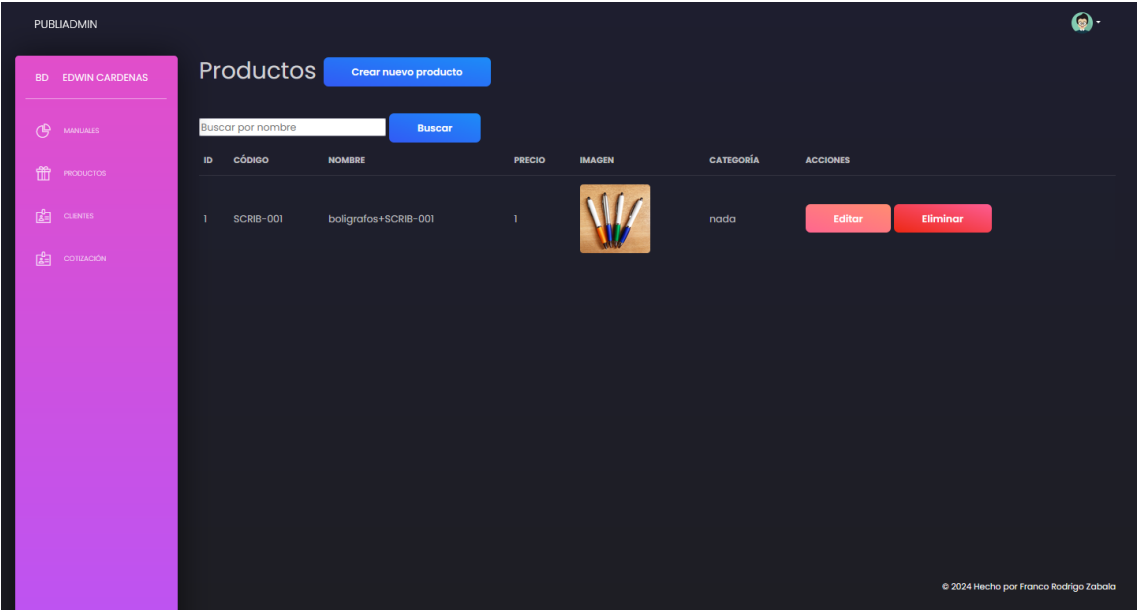 PUBLIADMIN
BD EDWIN CARDENAS
MANUALES
PRODUCTOS
CLIENTES
COTIZACIÓN
Productos Crear nuevo producto
Buscar por nombre Buscar
ID CÓDIGO NOMBRE PRECIO IMAGEN CATEGORÍA ACCIONES
1 SCRIB-001 boligrafos+SCRIB-001 1 nada Editar Eliminar
© 2024 Hecho por Franco Rodrigo Zabala